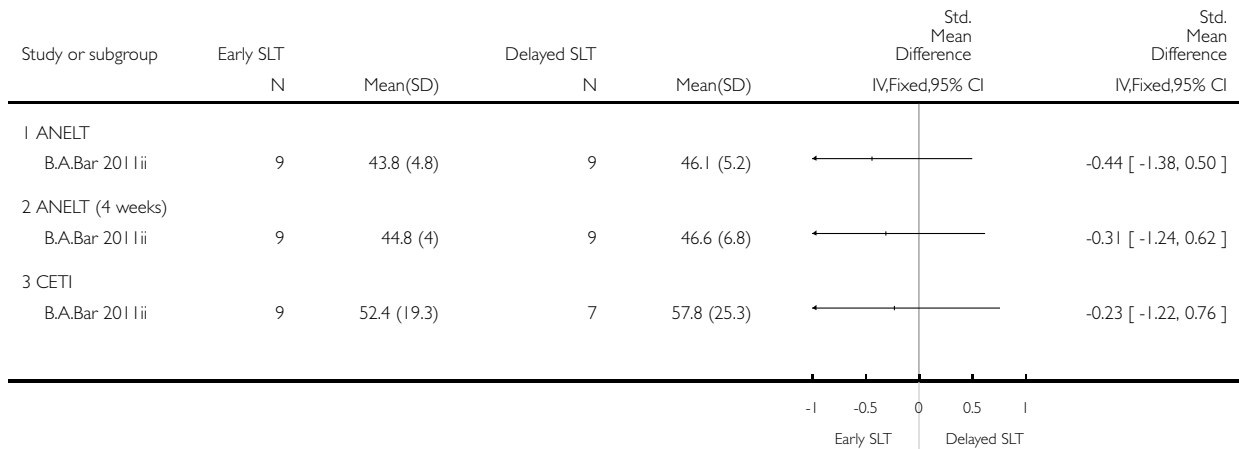 Std. Mean Difference
Std. Mean Difference
Study or subgroup Early SLT Delayed SLT
N Mean(SD) N Mean(SD) IV,Fixed,95% CI IV,Fixed,95% CI
1 ANELT
B.A.Bar 2011ii 9 43.8 (4.8) 9 46.1 (5.2) -0.44 [ -1.38, 0.50 ]
2 ANELT (4 weeks)
B.A.Bar 2011ii 9 44.8 (4) 9 46.6 (6.8) -0.31 [ -1.24, 0.62 ]
3 CETI
B.A.Bar 2011ii 9 52.4 (19.3) 7 57.8 (25.3) -0.23 [ -1.22, 0.76 ]
-1 -0.5 0 0.5 1
Early SLT Delayed SLT